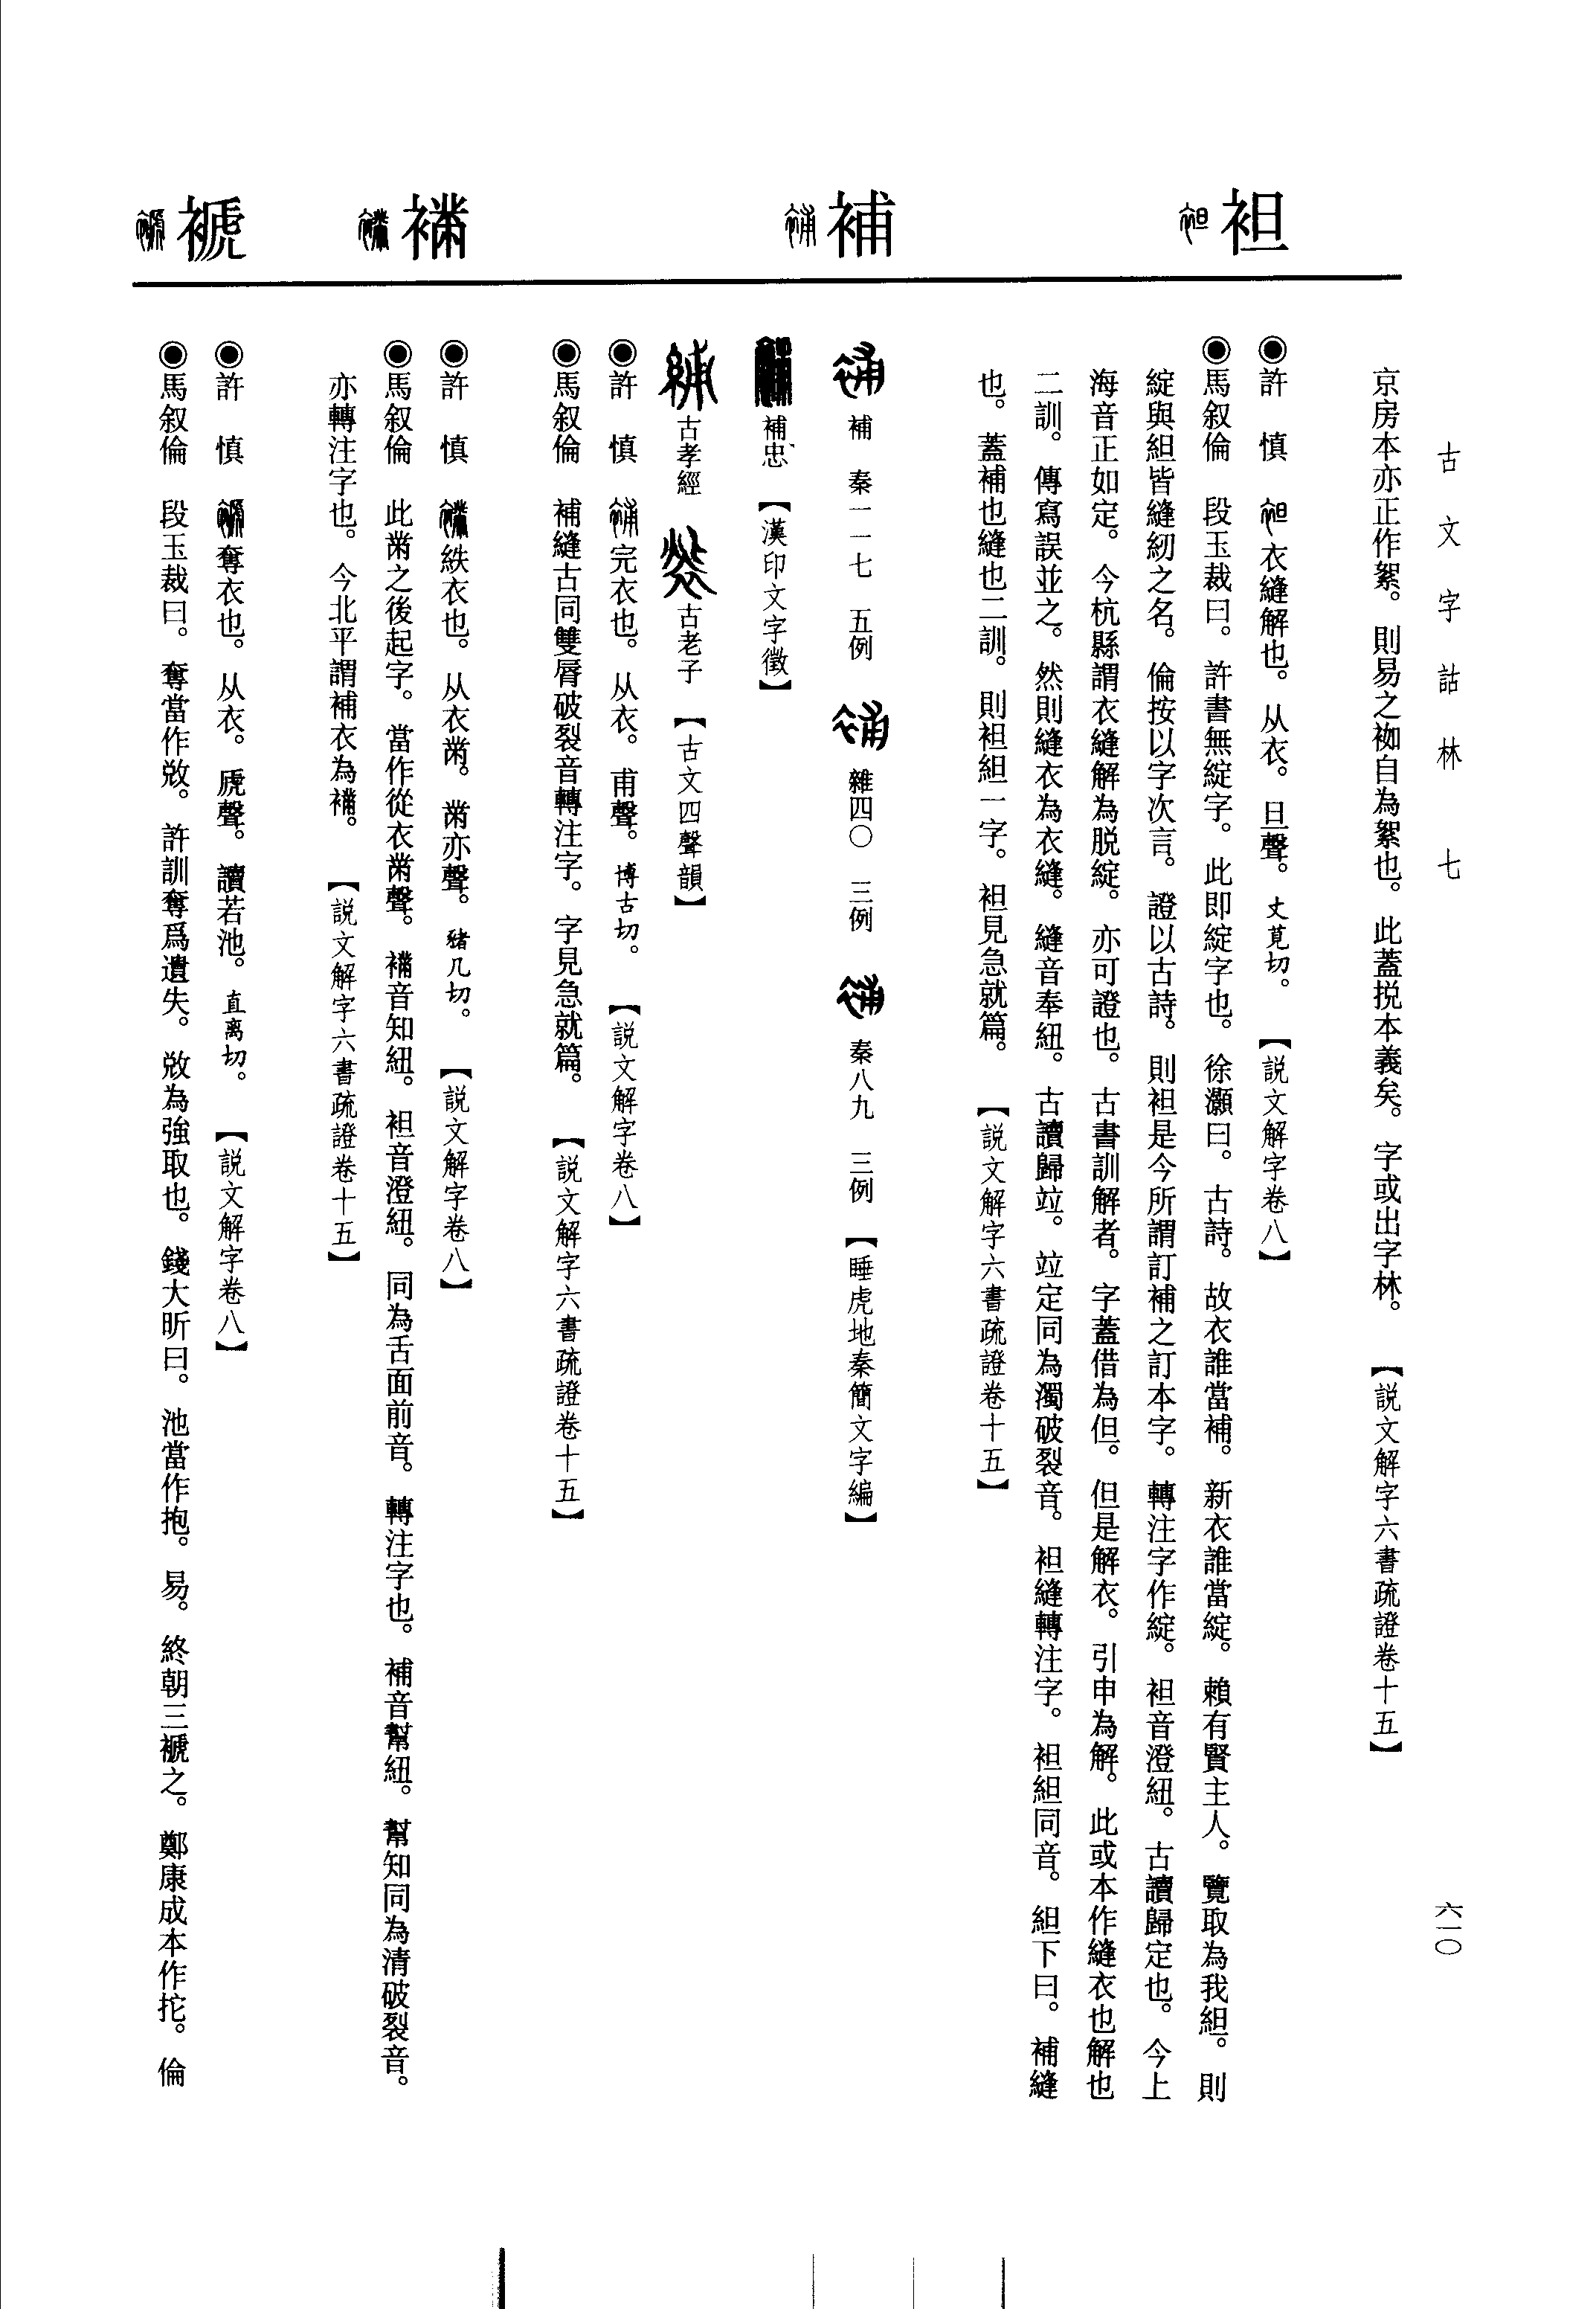 古文字詁林 七
六一〇
袒
補
襧
褫
京房本亦正作絮。則易之袽自為絮也。此蓋捝本義矣。字或出字林。【説文解字六書疏證卷十五】
◉許 慎 衣縫解也。从衣。旦聲。丈莧切。【説文解字卷八】
◉馬叙倫 段玉裁曰。許書無綻字。此即綻字也。徐灝曰。古詩。故衣誰當補。新衣誰當綻。賴有賢主人。覽取為我組。則
綻與組皆縫紉之名。倫按以字次言。證以古詩。則袒是今所謂訂補之訂本字。轉注字作綻。袒音澄紐。古讀歸定也。今上
海音正如定。今杭縣謂衣縫解為脱綻。亦可證也。古書訓解者。字蓋借為但。但是解衣。引申為解。此或本作縫衣也解也
二訓。傳寫誤並之。然則縫衣為衣縫。縫音奉紐。古讀歸竝。竝定同為濁破裂音。袒縫轉注字。袒組同音。組下曰。補縫
也。蓋補也縫也二訓。則袒組一字。袒見急就篇。【説文解字六書疏證卷十五】
補 秦一一七 五例 雜四〇 三例 秦八九 三例 【睡虎地秦簡文字編】
補忠 【漢印文字徵】
古孝經 古老子 【古文四聲韻】
◉許 慎 完衣也。从衣。甫聲。博古切。【説文解字卷八】
◉馬叙倫 補縫古同雙脣破裂音轉注字。字見急就篇。【説文解字六書疏證卷十五】
◉許 慎 紩衣也。从衣黹。黹亦聲。豬几切。【説文解字卷八】
◉馬叙倫 此黹之後起字。當作從衣黹聲。襧音知紐。袒音澄紐。同為舌面前音。轉注字也。補音幫紐。幫知同為清破裂音。
亦轉注字也。今北平謂補衣為襧。【説文解字六書疏證卷十五】
◉許 慎 奪衣也。从衣。虒聲。讀若池。直离切。【説文解字卷八】
◉馬叙倫 段玉裁曰。奪當作敓。許訓奪爲遺失。敓為強取也。錢大昕曰。池當作拕。易。終朝三褫之。鄭康成本作拕。倫